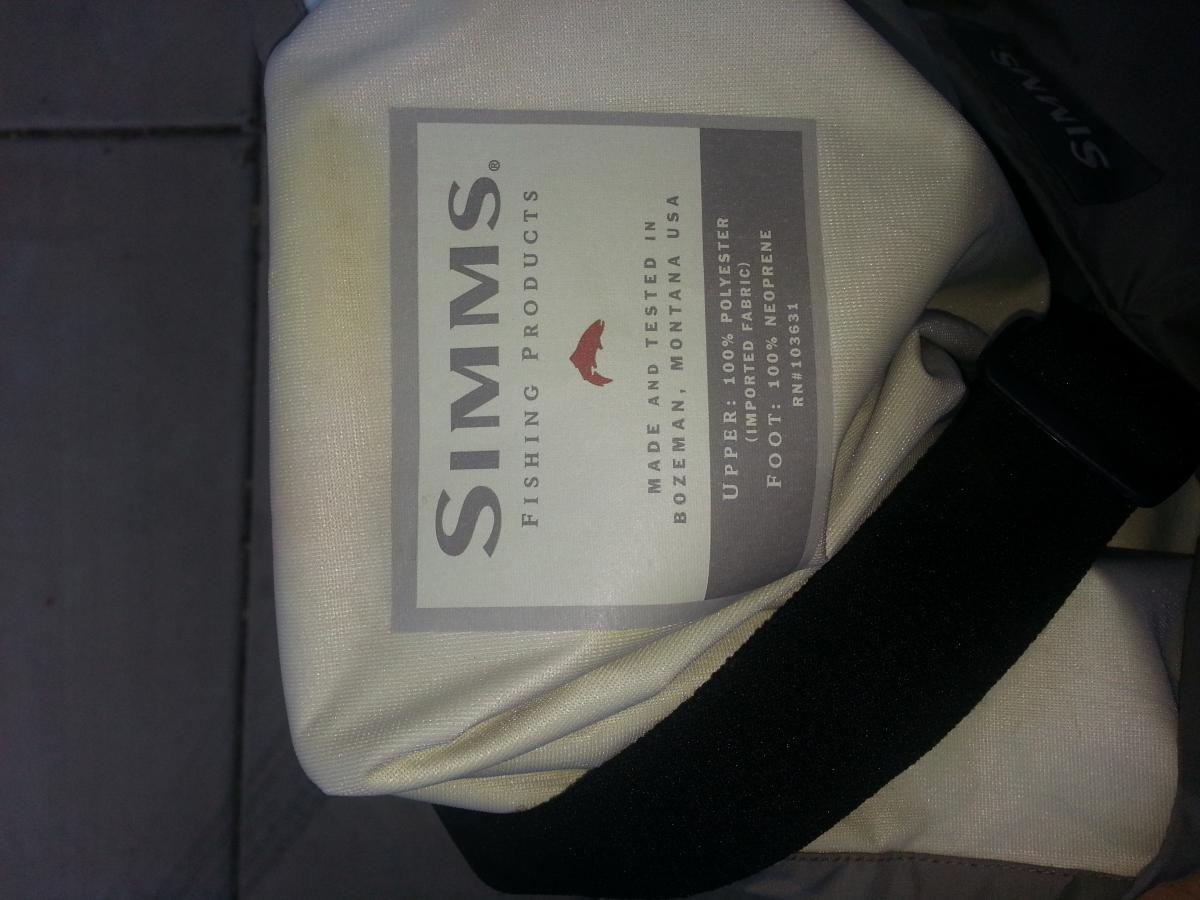 SIMMS®
FISHING PRODUCTS
MADE AND TESTED IN
BOZEMAN, MONTANA USA
UPPER: 100% POLYESTER
(IMPORTED FABRIC)
FOOT: 100% NEOPRENE
RN#103631
SIMMS